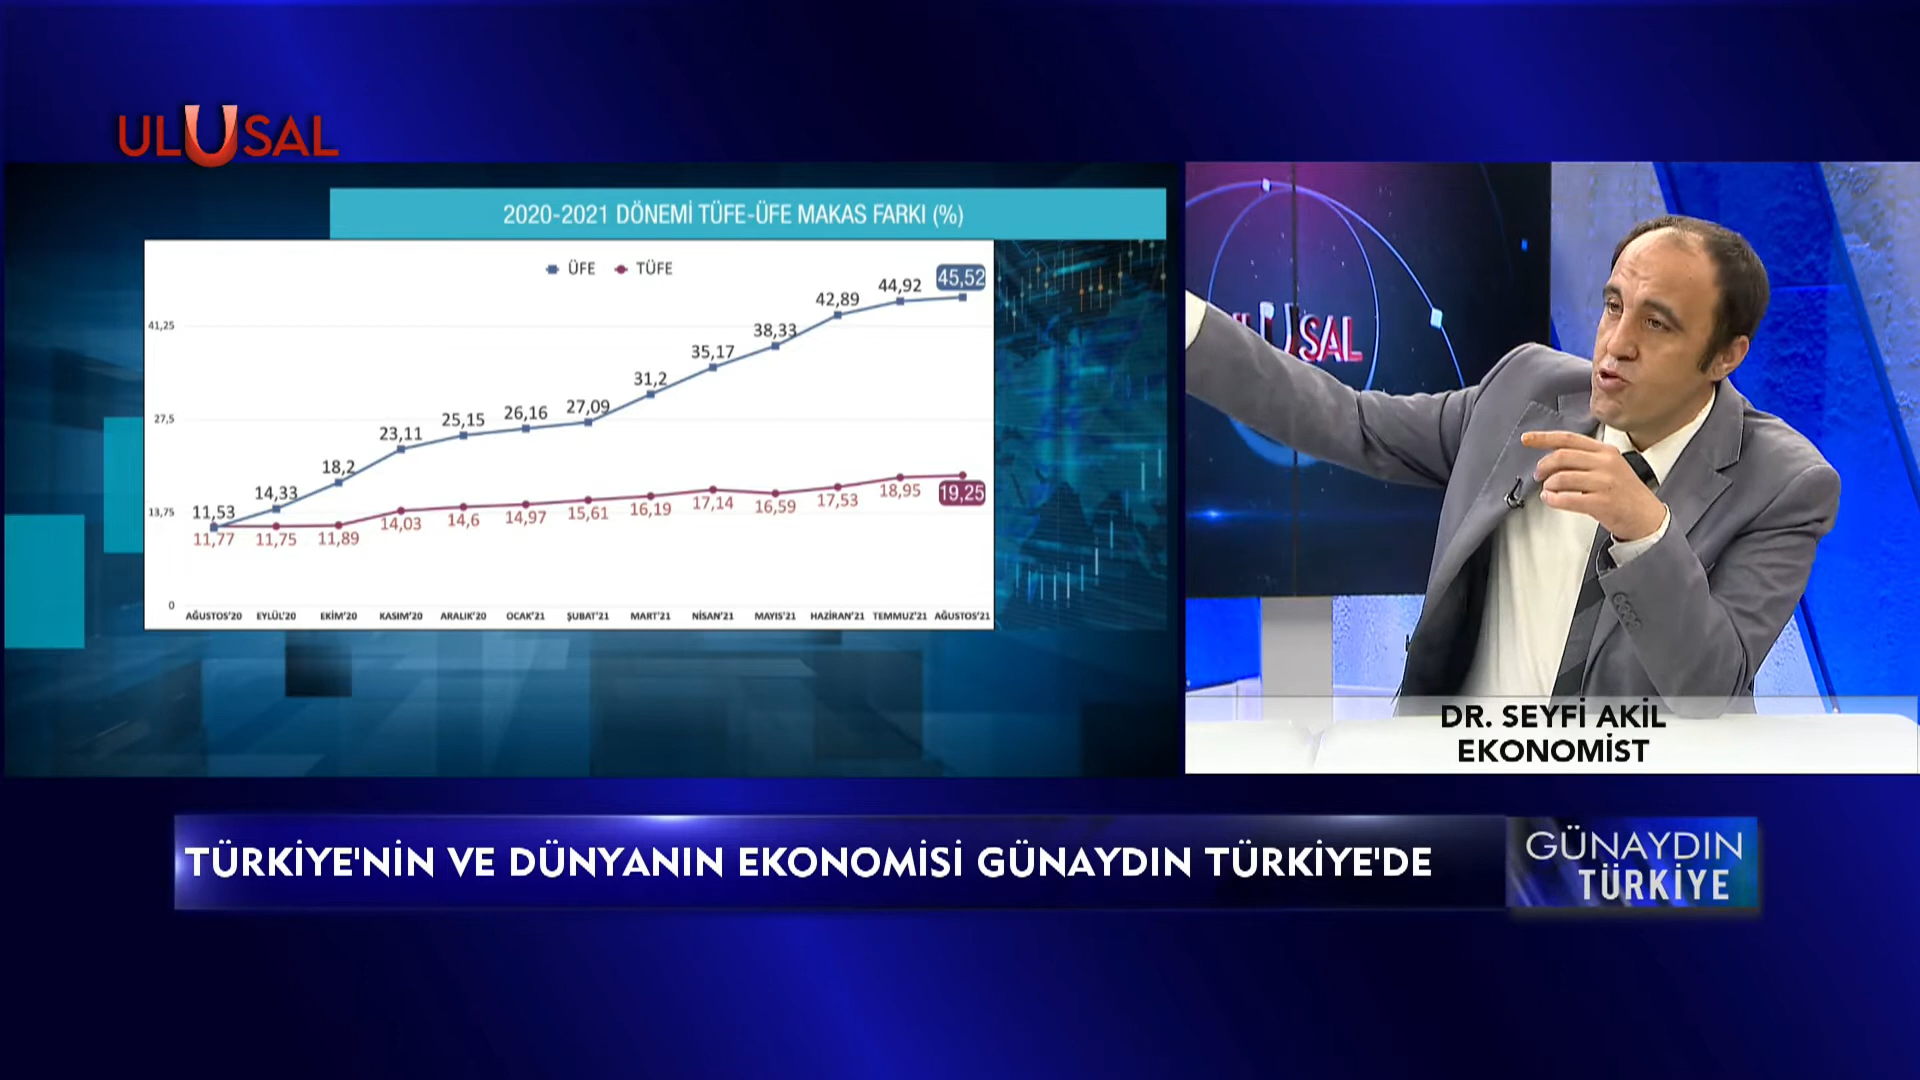 ULUSAL
2020-2021 DÖNEMİ TÜFE-ÜFE MAKAS FARKI (%)
ÜFE TÜFE
41,25
27,5
13,75
0
11,53 14,33 18,2 23,11 25,15 26,16 27,09 31,2 35,17 38,33 42,89 44,92 45,52
11,77 11,75 11,89 14,03 14,6 14,97 15,61 16,19 17,14 16,59 17,53 18,95 19,25
AĞUSTOS'20 EYLÜL'20 EKİM'20 KASIM'20 ARALIK'20 OCAK'21 ŞUBAT'21 MART'21 NİSAN'21 MAYIS'21 HAZİRAN'21 TEMMUZ'21 AĞUSTOS'21
ULUSAL
DR. SEYFİ AKİL
EKONOMİST
TÜRKİYE'NİN VE DÜNYANIN EKONOMİSİ GÜNAYDIN TÜRKİYE'DE
GÜNAYDIN
TÜRKİYE